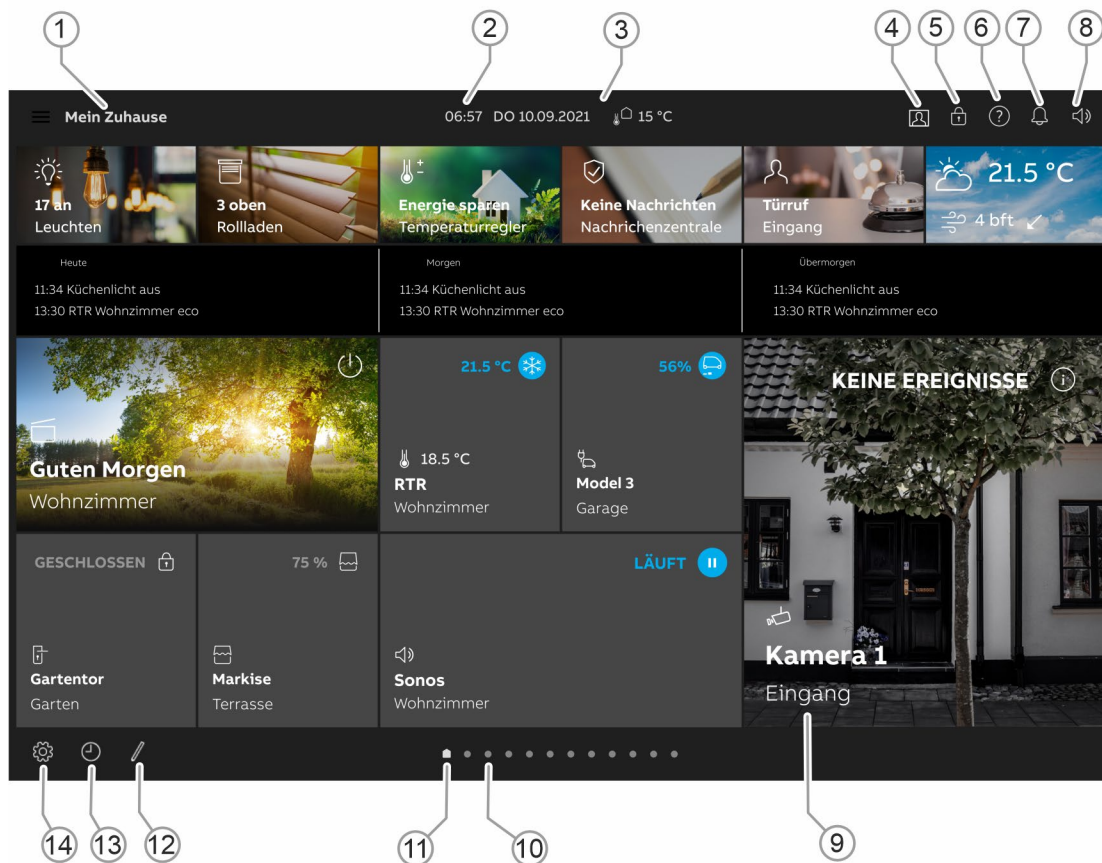 1
2
3
4
5
6
7
8
Mein Zuhause
06:57 DO 10.09.2021 15 °C
17 an
Leuchten
3 oben
Rollladen
Energie sparen
Temperaturregler
Keine Nachrichten
Nachrichenzentrale
Türruf
Eingang
21.5 °C
4 bft
Heute
11:34 Küchenlicht aus
13:30 RTR Wohnzimmer eco
Morgen
11:34 Küchenlicht aus
13:30 RTR Wohnzimmer eco
Übermorgen
11:34 Küchenlicht aus
13:30 RTR Wohnzimmer eco
Guten Morgen
Wohnzimmer
21.5 °C
18.5 °C
RTR
Wohnzimmer
56%
Model 3
Garage
KEINE EREIGNISSE
GESCHLOSSEN
Gartentor
Garten
75 %
Markise
Terrasse
LÄUFT
Sonos
Wohnzimmer
Kamera 1
Eingang
14
13
12
11
10
9